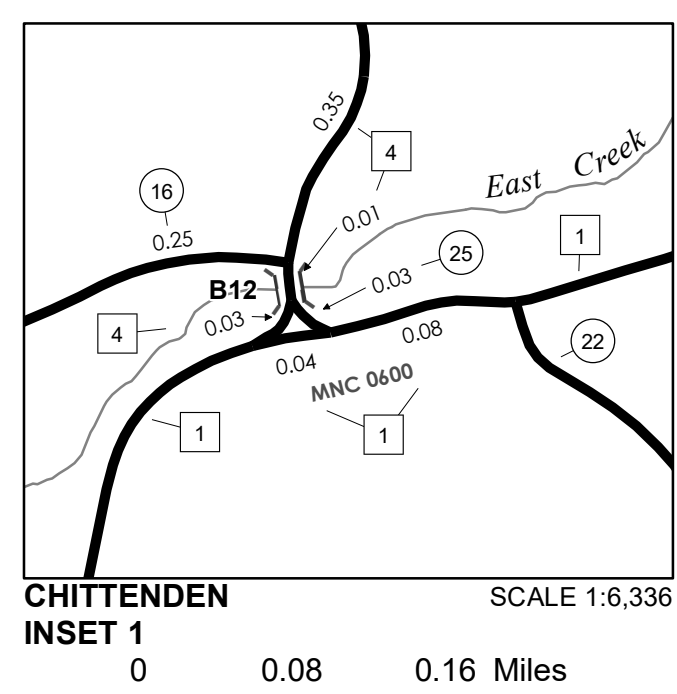 0.35
4
East Creek
16
0.25
0.01
1
25
B12
0.03
0.03
4
0.08
22
0.04
MNC 0600
1
1
CHITTENDEN
SCALE 1:6,336
INSET 1
0 0.08 0.16 Miles